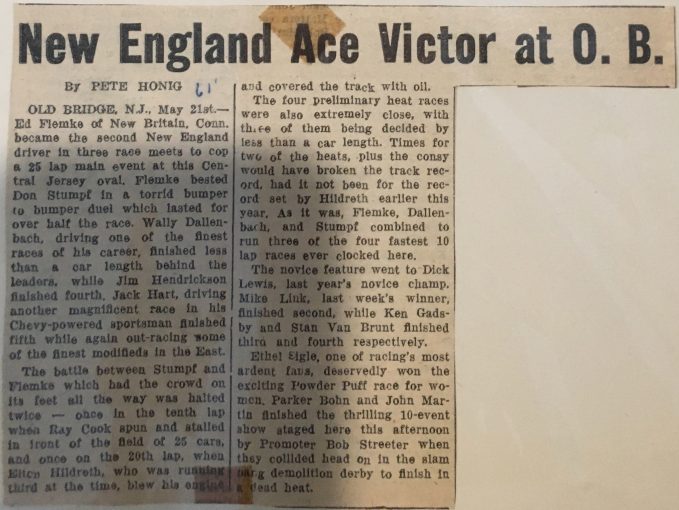 New England Ace Victor at O. B.
By PETE HONIG 61'
OLD BRIDGE, N.J., May 21st.—
Ed Flemke of New Britain, Conn.
became the second New England
driver in three race meets to cop
a 25 lap main event at this Cen-
tral Jersey oval. Flemke bested
Don Stumpf in a torrid bumper
to bumper duel which lasted for
over half the race. Wally Dallen-
bach, driving one of the finest
races of his career, finished less
than a car length behind the
leaders, while Jim Hendrickson
finished fourth. Jack Hart, driving
another magnificent race in his
Chevy-powered sportsman finished
fifth while again out-racing some
of the finest modifieds in the East.
The battle between Stumpf and
Flemke which had the crowd on
its feet all the way was halted
twice — once in the tenth lap
when Ray Cook spun and stalled
in front of the field of 25 cars,
and once on the 20th lap, when
Elton Hildreth, who was running
third at the time, blew his engine
and covered the track with oil.
The four preliminary heat races
were also extremely close, with
three of them being decided by
less than a car length. Times for
two of the heats, plus the consy
would have broken the track rec-
ord, had it not been for the rec-
ord set by Hildreth earlier this
year. As it was, Flemke, Dallen-
bach, and Stumpf combined to
run three of the four fastest 10
lap races ever clocked here.
The novice feature went to Dick
Lewis, last year's novice champ.
Mike Link, last week's winner,
finished second, while Ken Gads-
by and Stan Van Brunt finished
third and fourth respectively.
Ethel Eigle, one of racing's most
ardent fans, deservedly won the
exciting Powder Puff race for wo-
men. Parker Bohn and John Mar-
tin finished the thrilling 10-event
show staged here this afternoon
by Promoter Bob Streeter when
they collided head on in the slam
bang demolition derby to finish in
a dead heat.